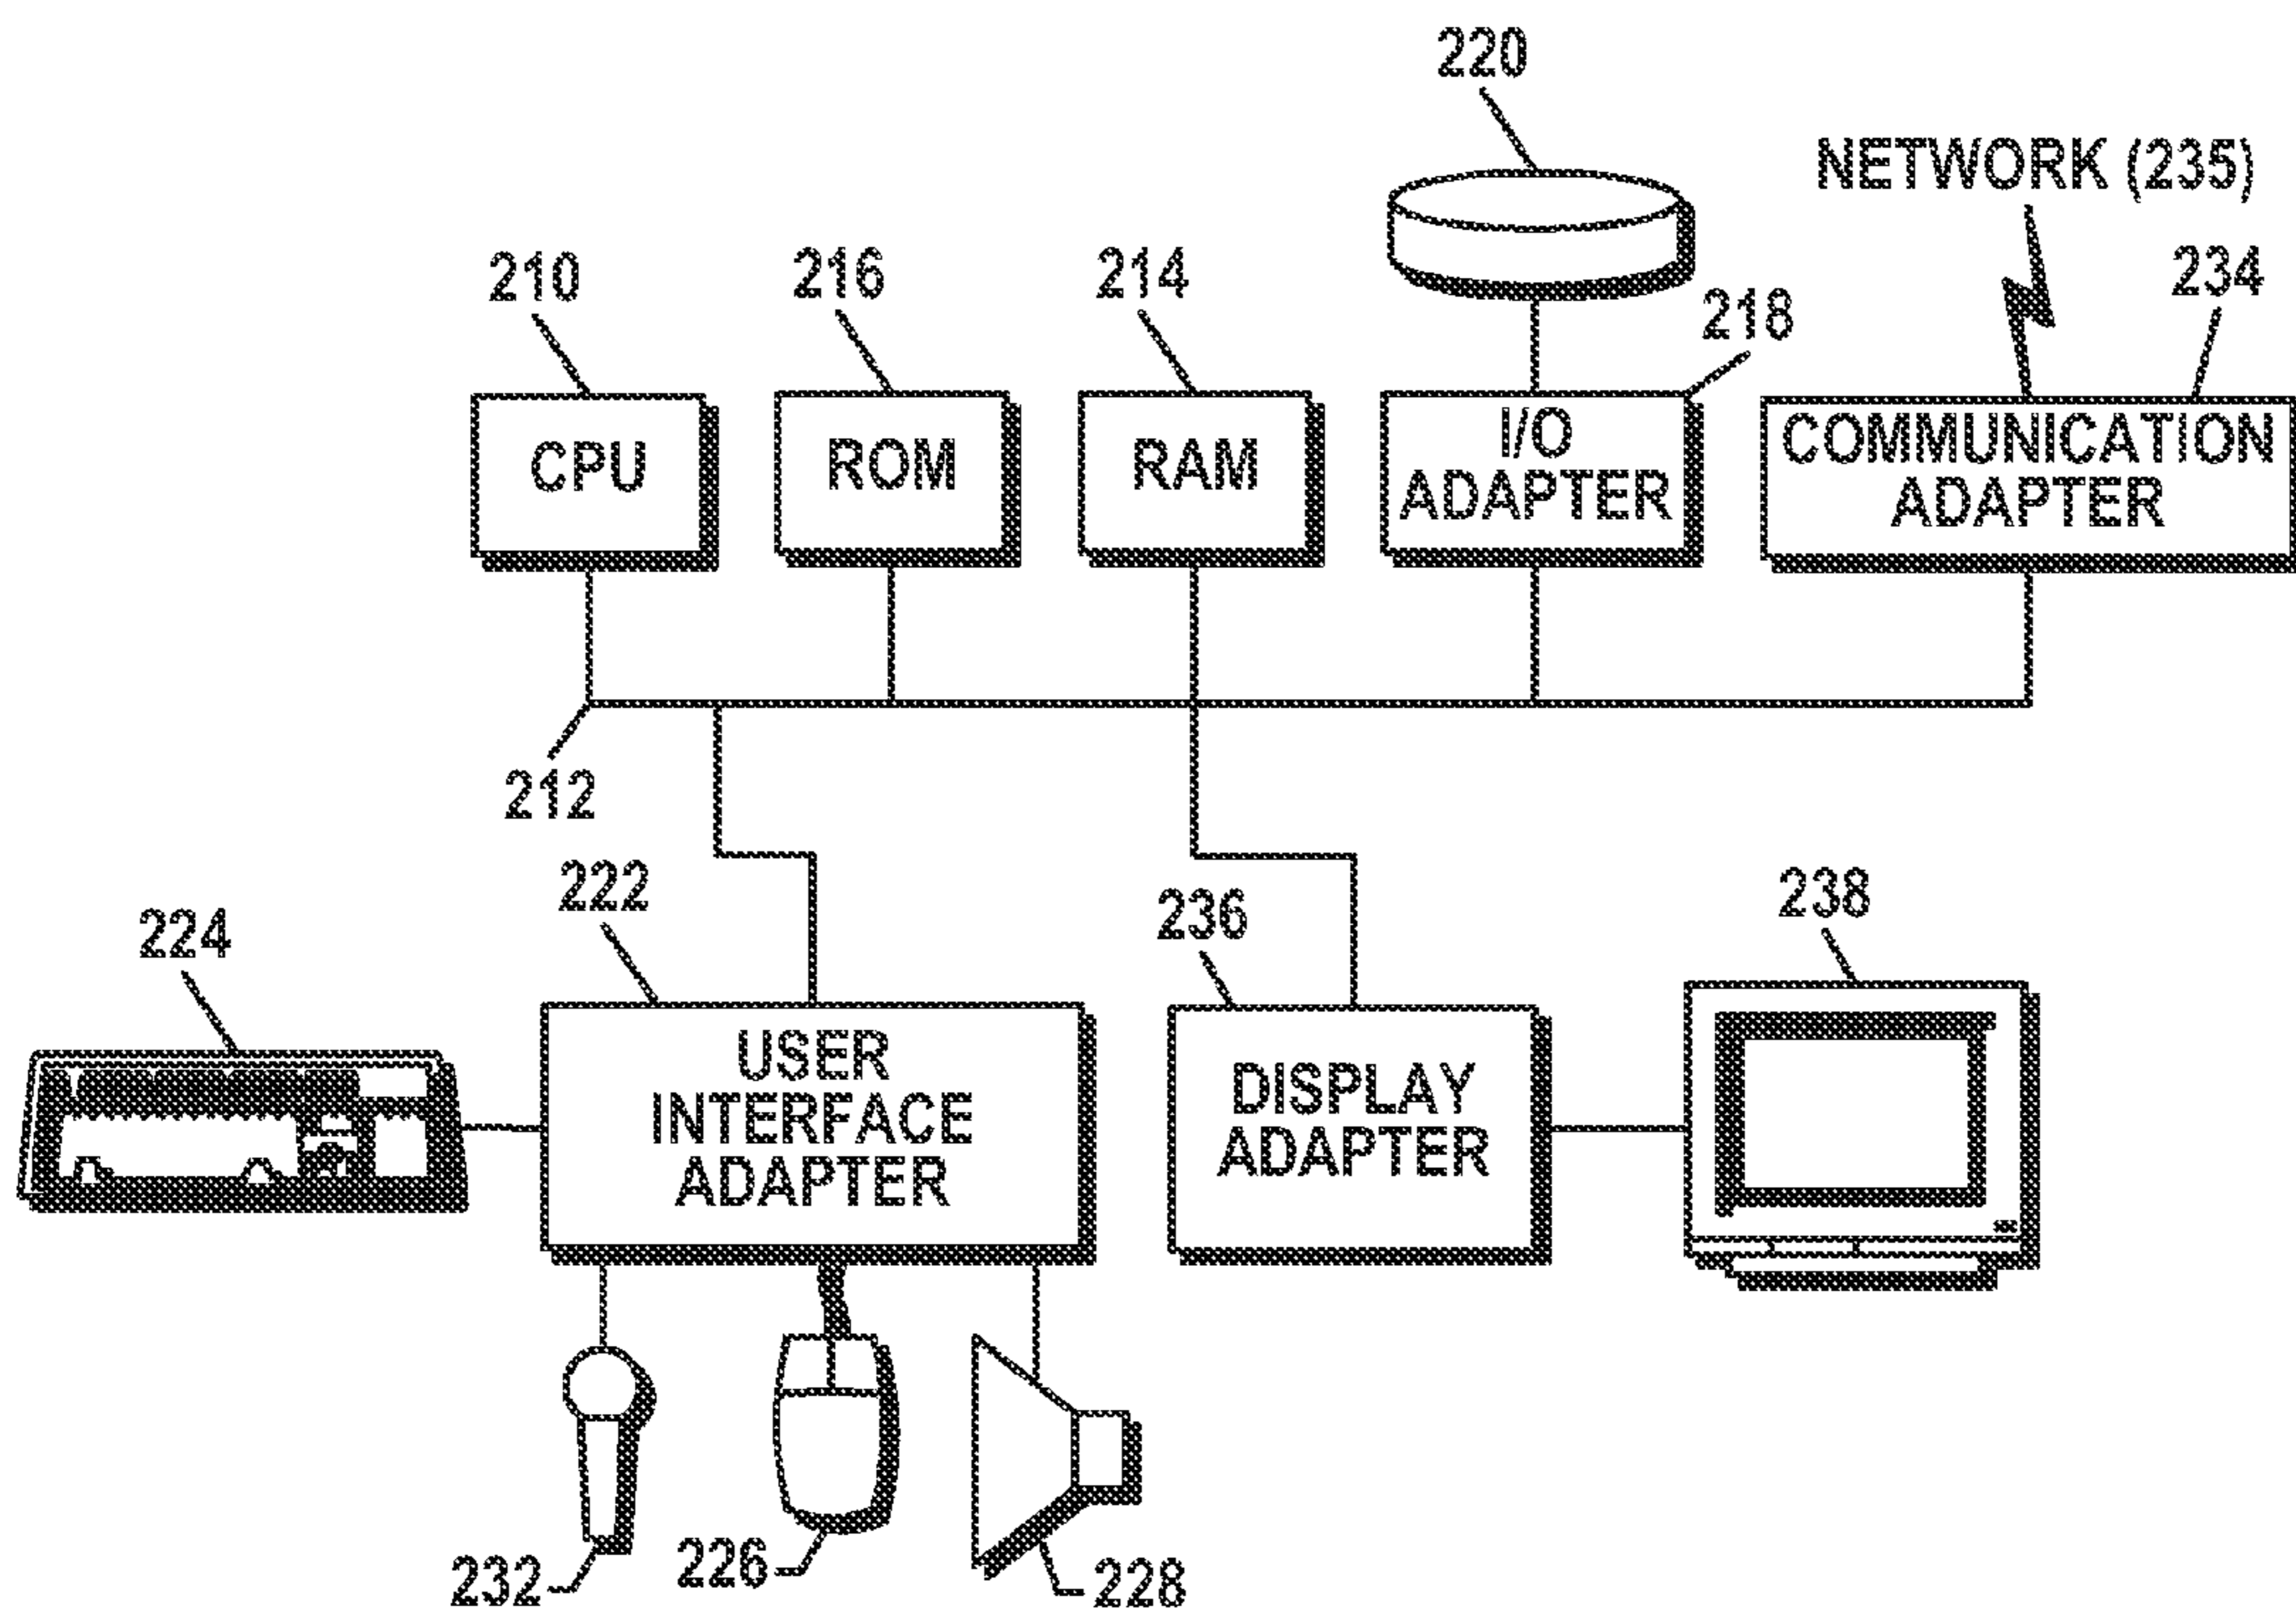 220
NETWORK (235)
210
216
214
218
234
CPU
ROM
RAM
I/O
ADAPTER
COMMUNICATION
ADAPTER
212
222
224
236
238
USER
INTERFACE
ADAPTER
DISPLAY
ADAPTER
232
226
228